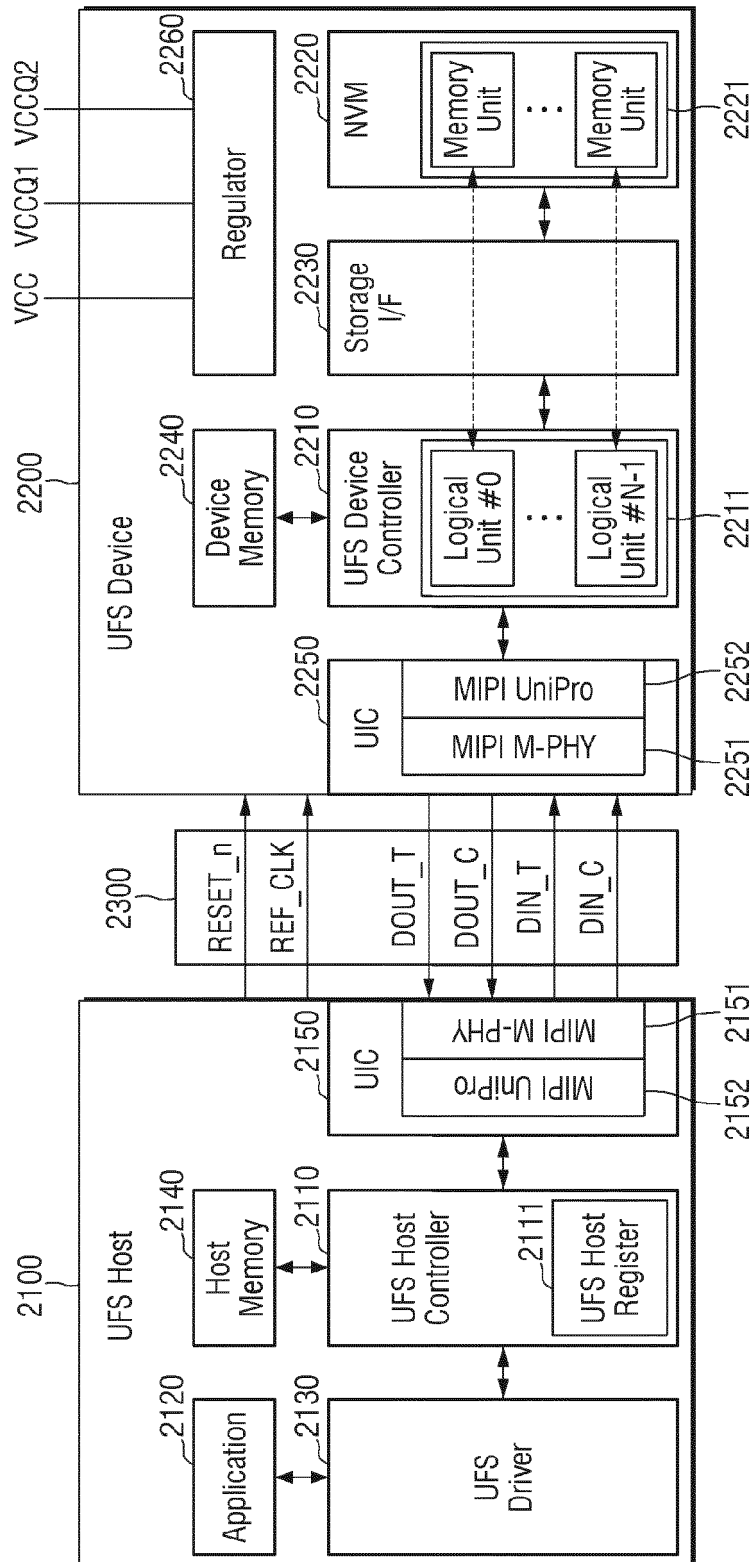 2100
UFS Host
2120
Application
2130
UFS
Driver
2140
Host
Memory
2110
UFS Host
Controller
2111
UFS Host
Register
2150
UIC
MIPI UniPro
MIPI M-PHY
2152
2151
2300
RESET_n
REF_CLK
DOUT_T
DOUT_C
DIN_T
DIN_C
2200
UFS Device
2250
UIC
MIPI M-PHY
MIPI UniPro
2251
2252
2240
Device
Memory
2210
UFS Device
Controller
Logical
Unit #0
Logical
Unit #N-1
2211
2230
Storage
I/F
VCC
VCCQ1
VCCQ2
2260
Regulator
2220
NVM
Memory
Unit
Memory
Unit
2221